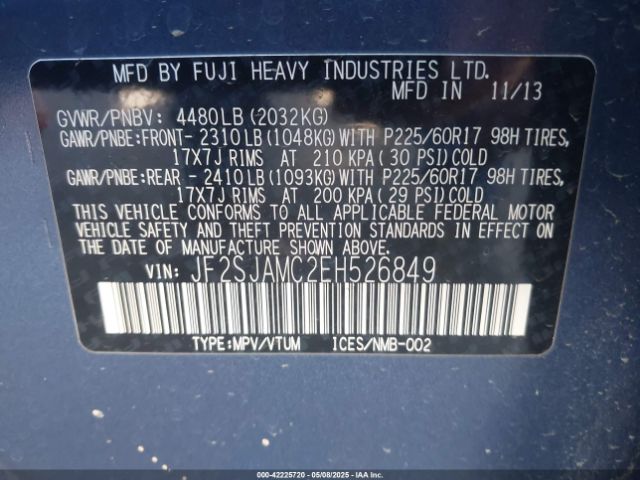 MFD BY FUJI HEAVY INDUSTRIES LTD.
MFD IN 11/13
GVWR/PNBV: 4480LB (2032KG)
GAWR/PNBE:FRONT- 2310LB (1048KG)WITH P225/60R17 98H TIRES,
17X7J RIMS AT 210 KPA ( 30 PSI) COLD
GAWR/PNBE:REAR - 2410LB (1093KG)WITH P225/60R17 98H TIRES,
17X7J RIMS AT 200 KPA ( 29 PSI) COLD
THIS VEHICLE CONFORMS TO ALL APPLICABLE FEDERAL MOTOR
VEHICLE SAFETY AND THEFT PREVENTION STANDARDS IN EFFECT ON
THE DATE OF MANUFACTURE SHOWN ABOVE.
VIN: JF2SJAMC2EH526849
TYPE:MPV/VTUM ICES/NMB-002
000-42225720 - 05/08/2025 - IAAI.COM